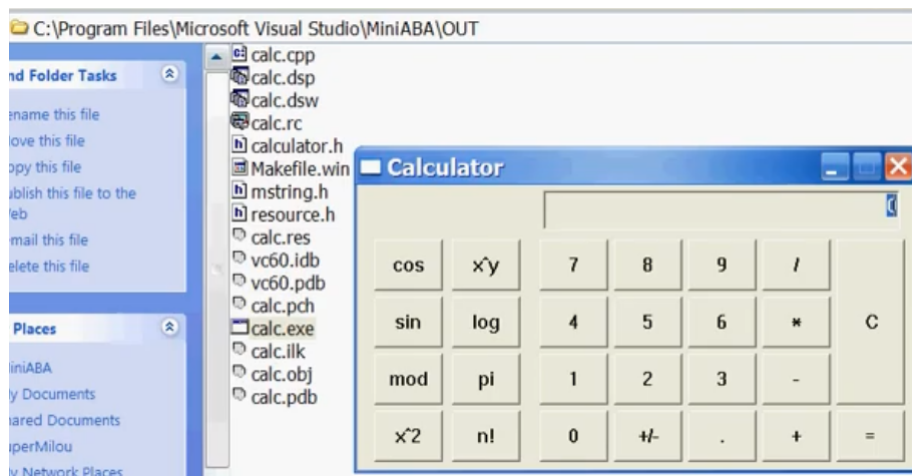 C:\Program Files\Microsoft Visual Studio\MiniABA\OUT
nd Folder Tasks
ename this file
ove this file
opy this file
ublish this file to the
eb
mail this file
elete this file
Places
iniABA
y Documents
ared Documents
uperMilou
y Network Places
calc.cpp
calc.dsp
calc.dsw
calc.rc
calculator.h
Makefile.win
mstring.h
resource.h
calc.res
vc60.idb
vc60.pdb
calc.pch
calc.exe
calc.ilk
calc.obj
calc.pdb
Calculator
0
cos x^y 7 8 9 / C
sin log 4 5 6 *
mod pi 1 2 3 -
x^2 n! 0 +/- . + =